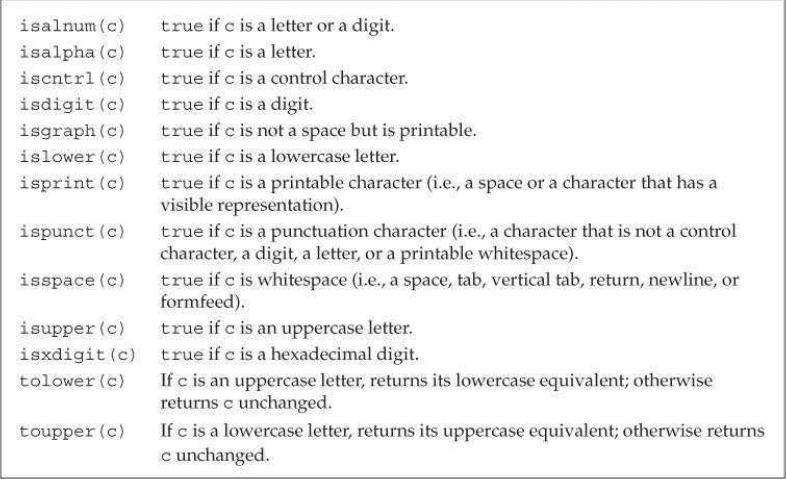 isalnum(c) true if c is a letter or a digit.
isalpha(c) true if c is a letter.
iscntrl(c) true if c is a control character.
isdigit(c) true if c is a digit.
isgraph(c) true if c is not a space but is printable.
islower(c) true if c is a lowercase letter.
isprint(c) true if c is a printable character (i.e., a space or a character that has a
visible representation).
ispunct(c) true if c is a punctuation character (i.e., a character that is not a control
character, a digit, a letter, or a printable whitespace).
isspace(c) true if c is whitespace (i.e., a space, tab, vertical tab, return, newline, or
formfeed).
isupper(c) true if c is an uppercase letter.
isxdigit(c) true if c is a hexadecimal digit.
tolower(c) If c is an uppercase letter, returns its lowercase equivalent; otherwise
returns c unchanged.
toupper(c) If c is a lowercase letter, returns its uppercase equivalent; otherwise returns
c unchanged.